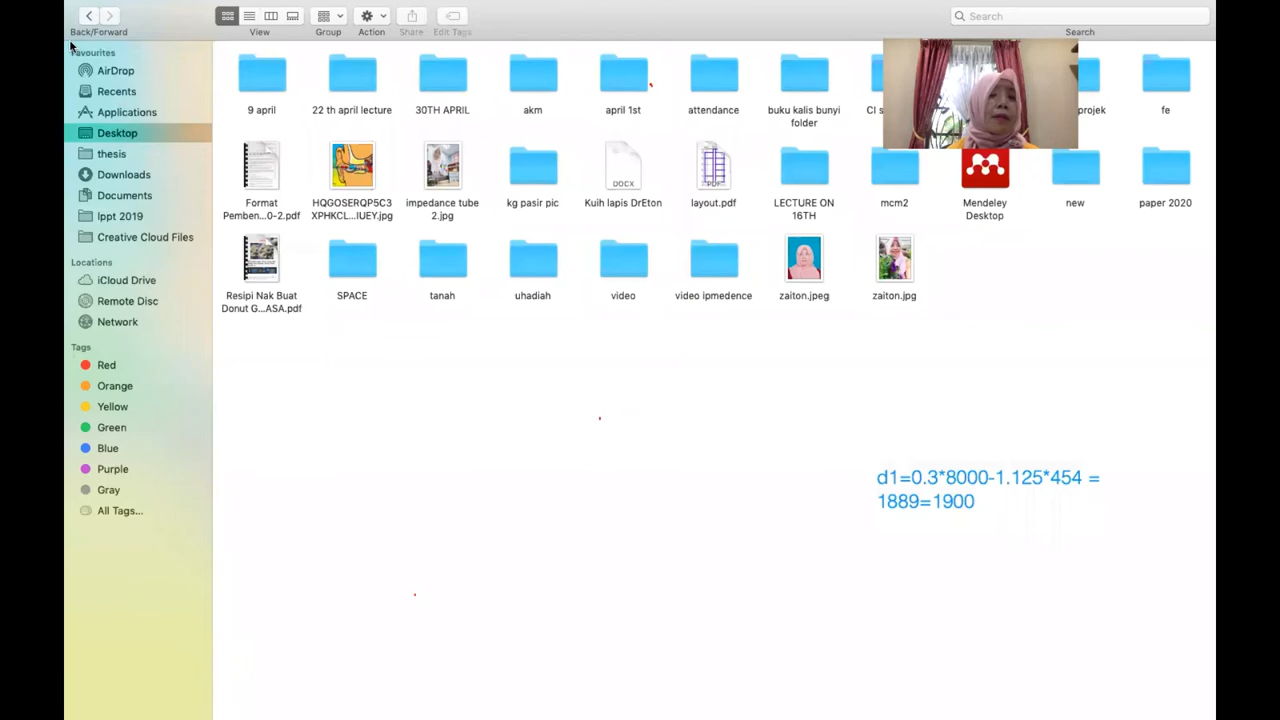 Search
Back/Forward
View
Group
Action
Share
Edit Tags
Search
Favourites
AirDrop
Recents
Applications
Desktop
thesis
Downloads
Documents
Ippt 2019
Creative Cloud Files
Locations
iCloud Drive
Remote Disc
Network
Tags
Red
Orange
Yellow
Green
Blue
Purple
Gray
All Tags...
9 april
22 th april lecture
30TH APRIL
akm
april 1st
attendance
buku kalis bunyi
folder
CI s
projek
fe
Format
Pemben...0-2.pdf
HQGOSERQP5C3
XPHKCL...IUEY.jpg
impedance tube
2.jpg
kg pasir pic
DOCX
Kuih lapis DrEton
PDF
layout.pdf
LECTURE ON
16TH
mcm2
Mendeley
Desktop
new
paper 2020
Resipi Nak Buat
Donut G...ASA.pdf
SPACE
tanah
uhadiah
video
video ipmedence
zaiton.jpeg
zaiton.jpg
d1=0.3*8000-1.125*454 =
1889=1900